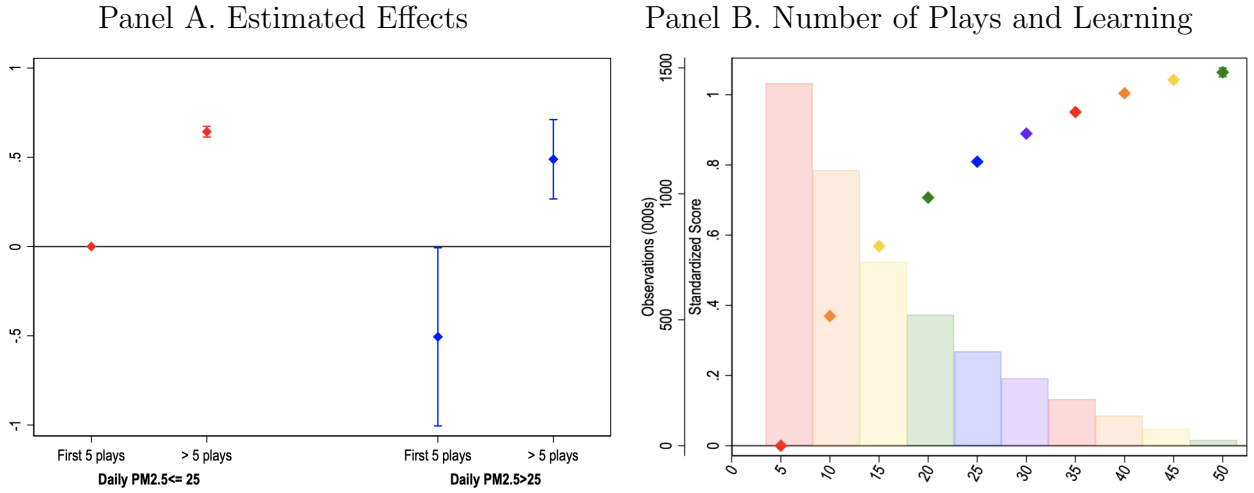 Panel A. Estimated Effects
1
.5
0
-.5
-1
First 5 plays
> 5 plays
First 5 plays
> 5 plays
Daily PM2.5<= 25
Daily PM2.5>25
Panel B. Number of Plays and Learning
Observations (000s)
1500
1000
500
0
Standardized Score
1
.8
.6
.4
.2
0
0
5
10
15
20
25
30
35
40
45
50